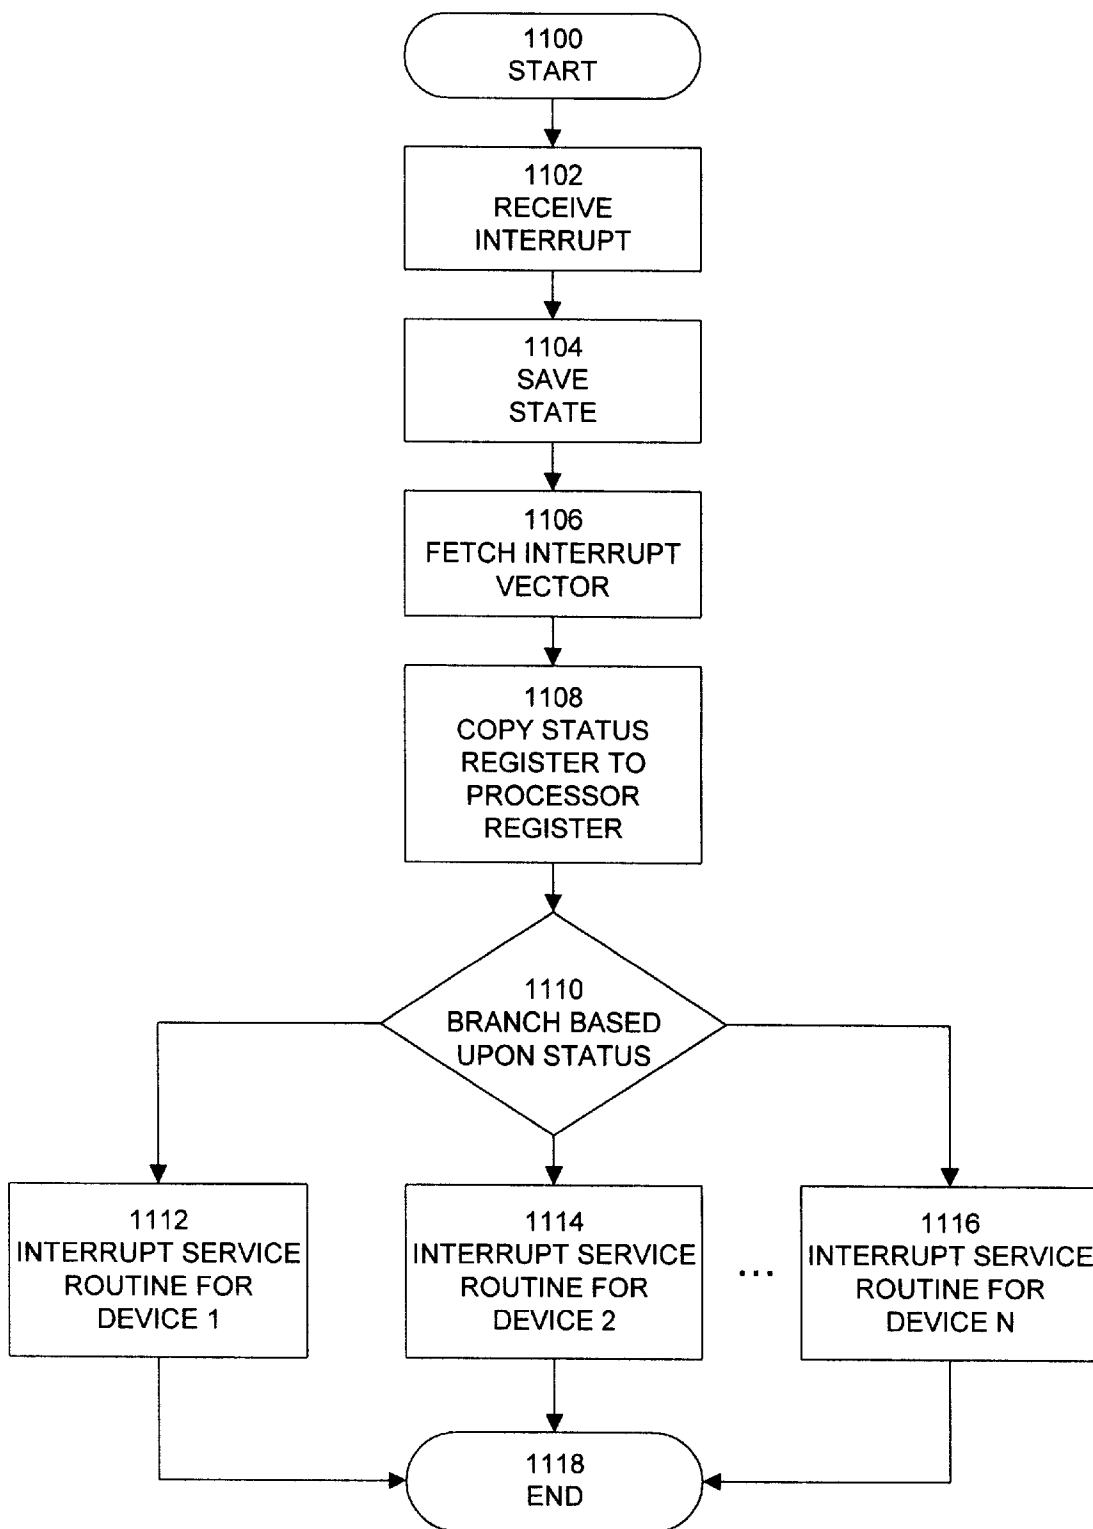 1100
START
1102
RECEIVE
INTERRUPT
1104
SAVE
STATE
1106
FETCH INTERRUPT
VECTOR
1108
COPY STATUS
REGISTER TO
PROCESSOR
REGISTER
1110
BRANCH BASED
UPON STATUS
1112
INTERRUPT SERVICE
ROUTINE FOR
DEVICE 1
1114
INTERRUPT SERVICE
ROUTINE FOR
DEVICE 2
...
1116
INTERRUPT SERVICE
ROUTINE FOR
DEVICE N
1118
END